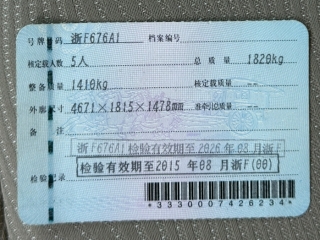 号牌号码 浙F676A1 档案编号
核定载人数 5人 总质量 1820kg
整备质量 1410kg 核定载质量 --
外廓尺寸 4671×1815×1478㎜ 准牵引总质量 --
备注
浙F676A1检验有效期至2026年08月浙F
检验有效期至2015年08月浙F(00)
检验记录
*3330007426234*